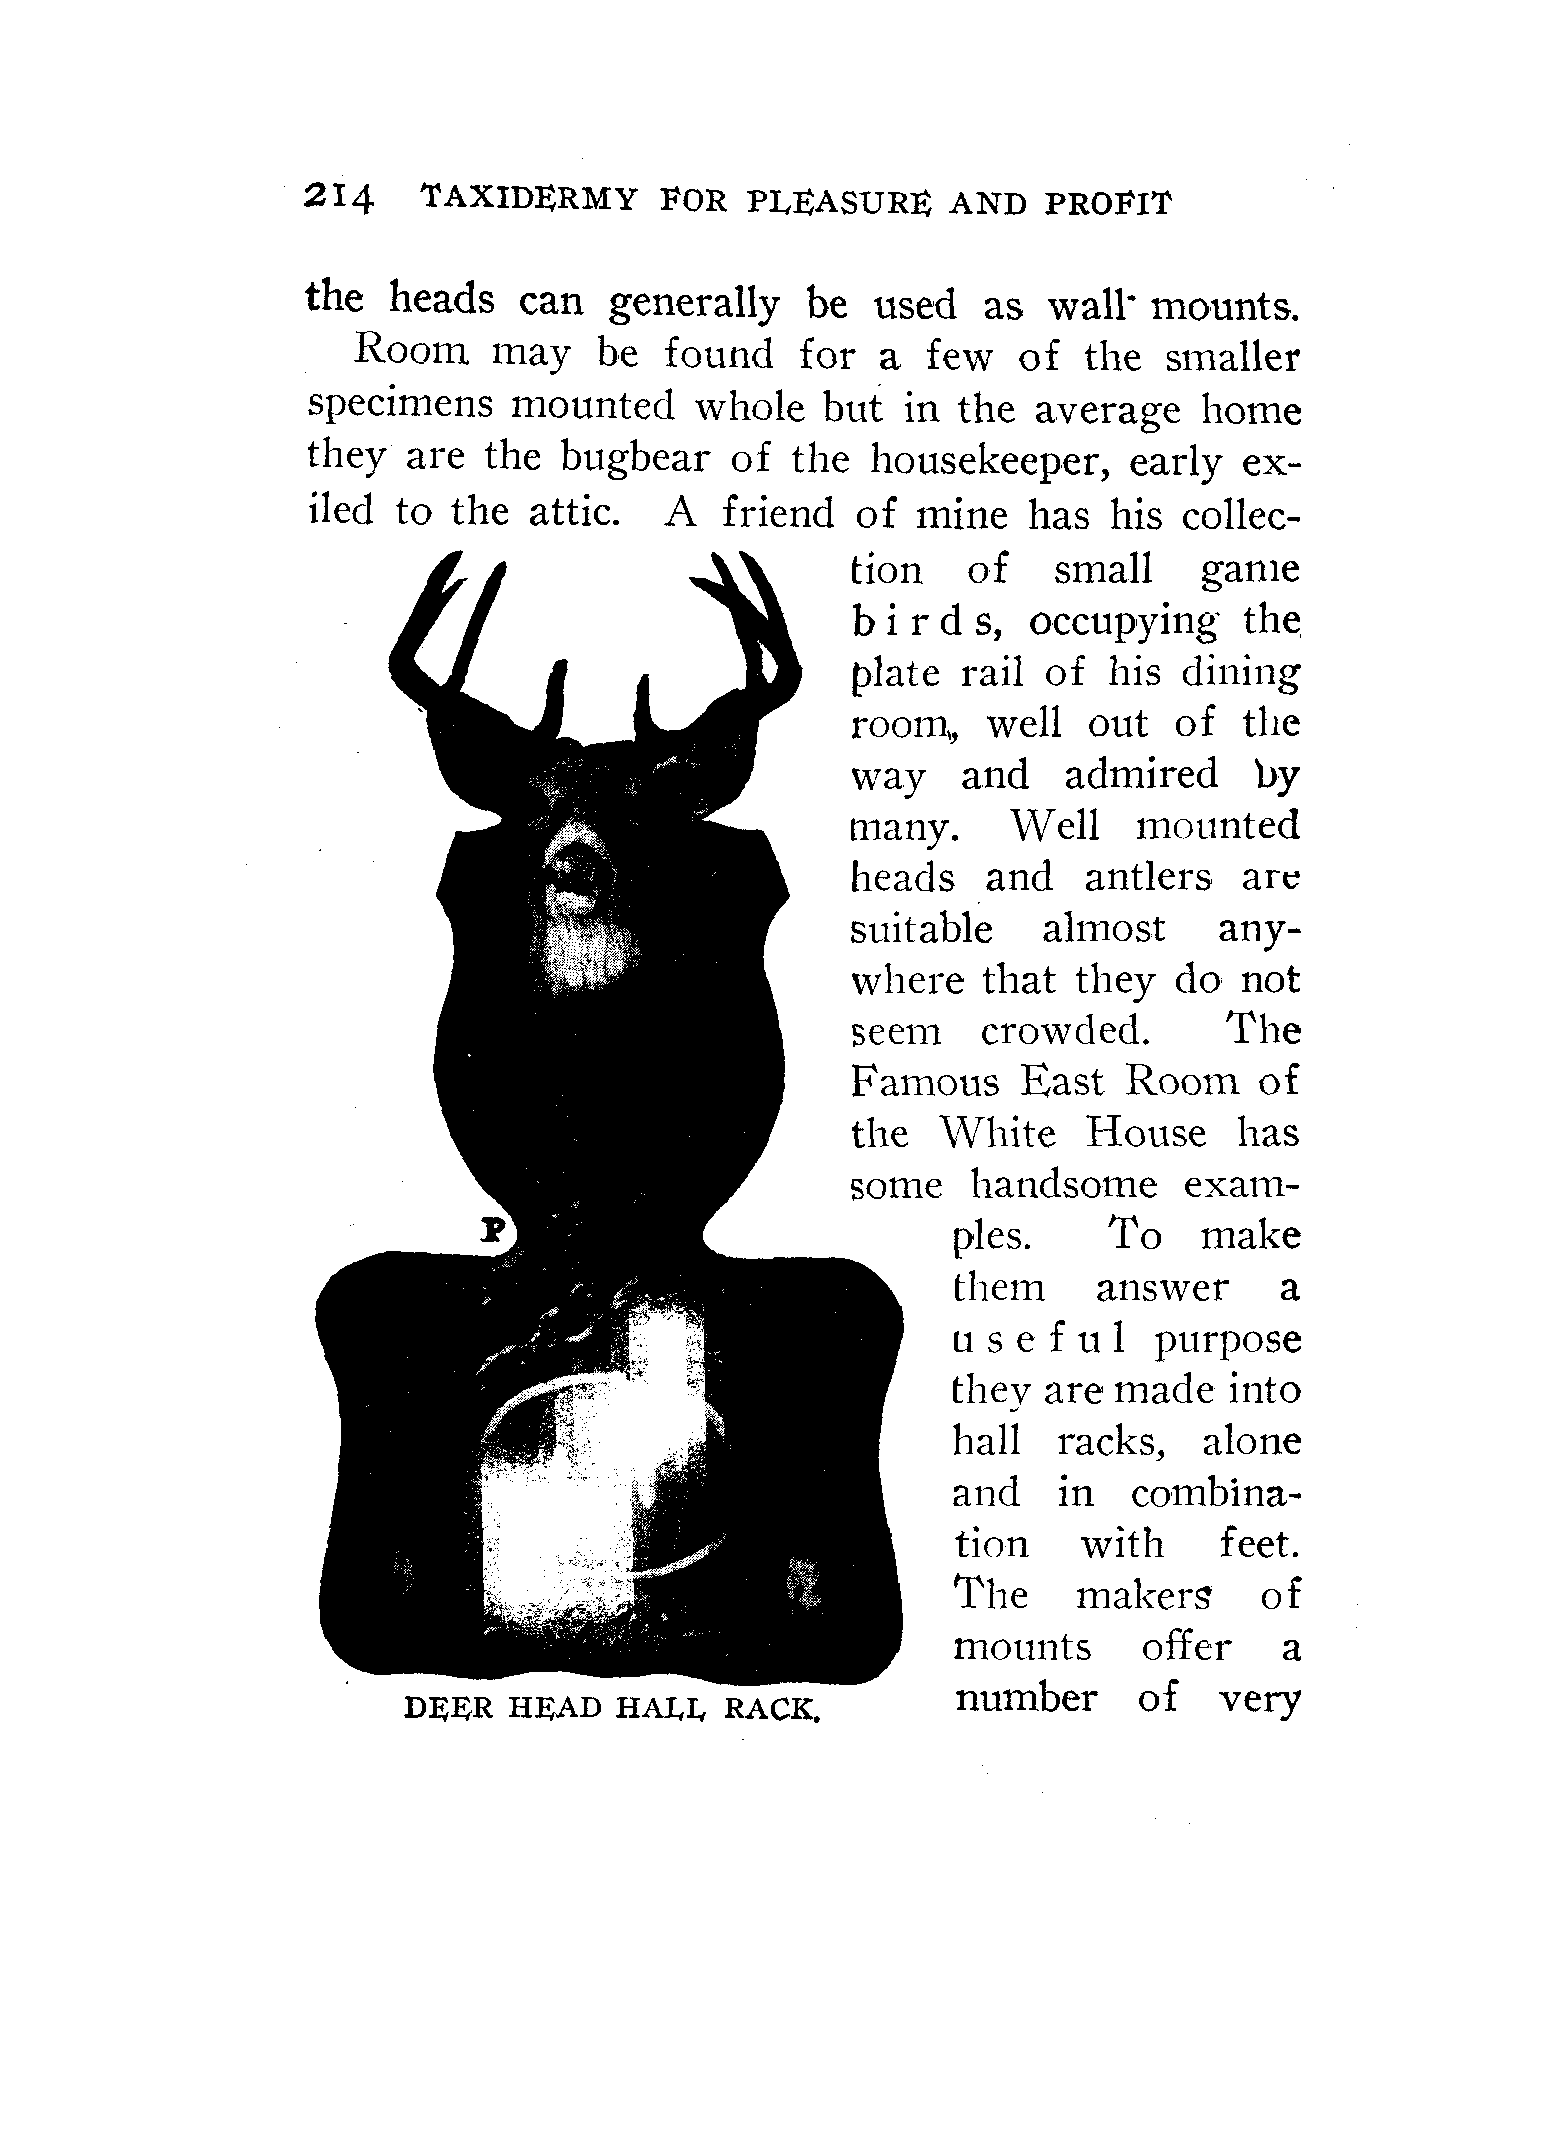 214 TAXIDERMY FOR PLEASURE AND PROFIT
the heads can generally be used as wall mounts.
Room may be found for a few of the smaller
specimens mounted whole but in the average home
they are the bugbear of the housekeeper, early ex-
iled to the attic. A friend of mine has his collec-
tion of small game
birds, occupying the
plate rail of his dining
room, well out of the
way and admired by
many. Well mounted
heads and antlers are
suitable almost any-
where that they do not
seem crowded. The
Famous East Room of
the White House has
some handsome exam-
ples. To make
them answer a
useful purpose
they are made into
hall racks, alone
and in combina-
tion with feet.
The makers of
mounts offer a
number of very
P
DEER HEAD HALL RACK.